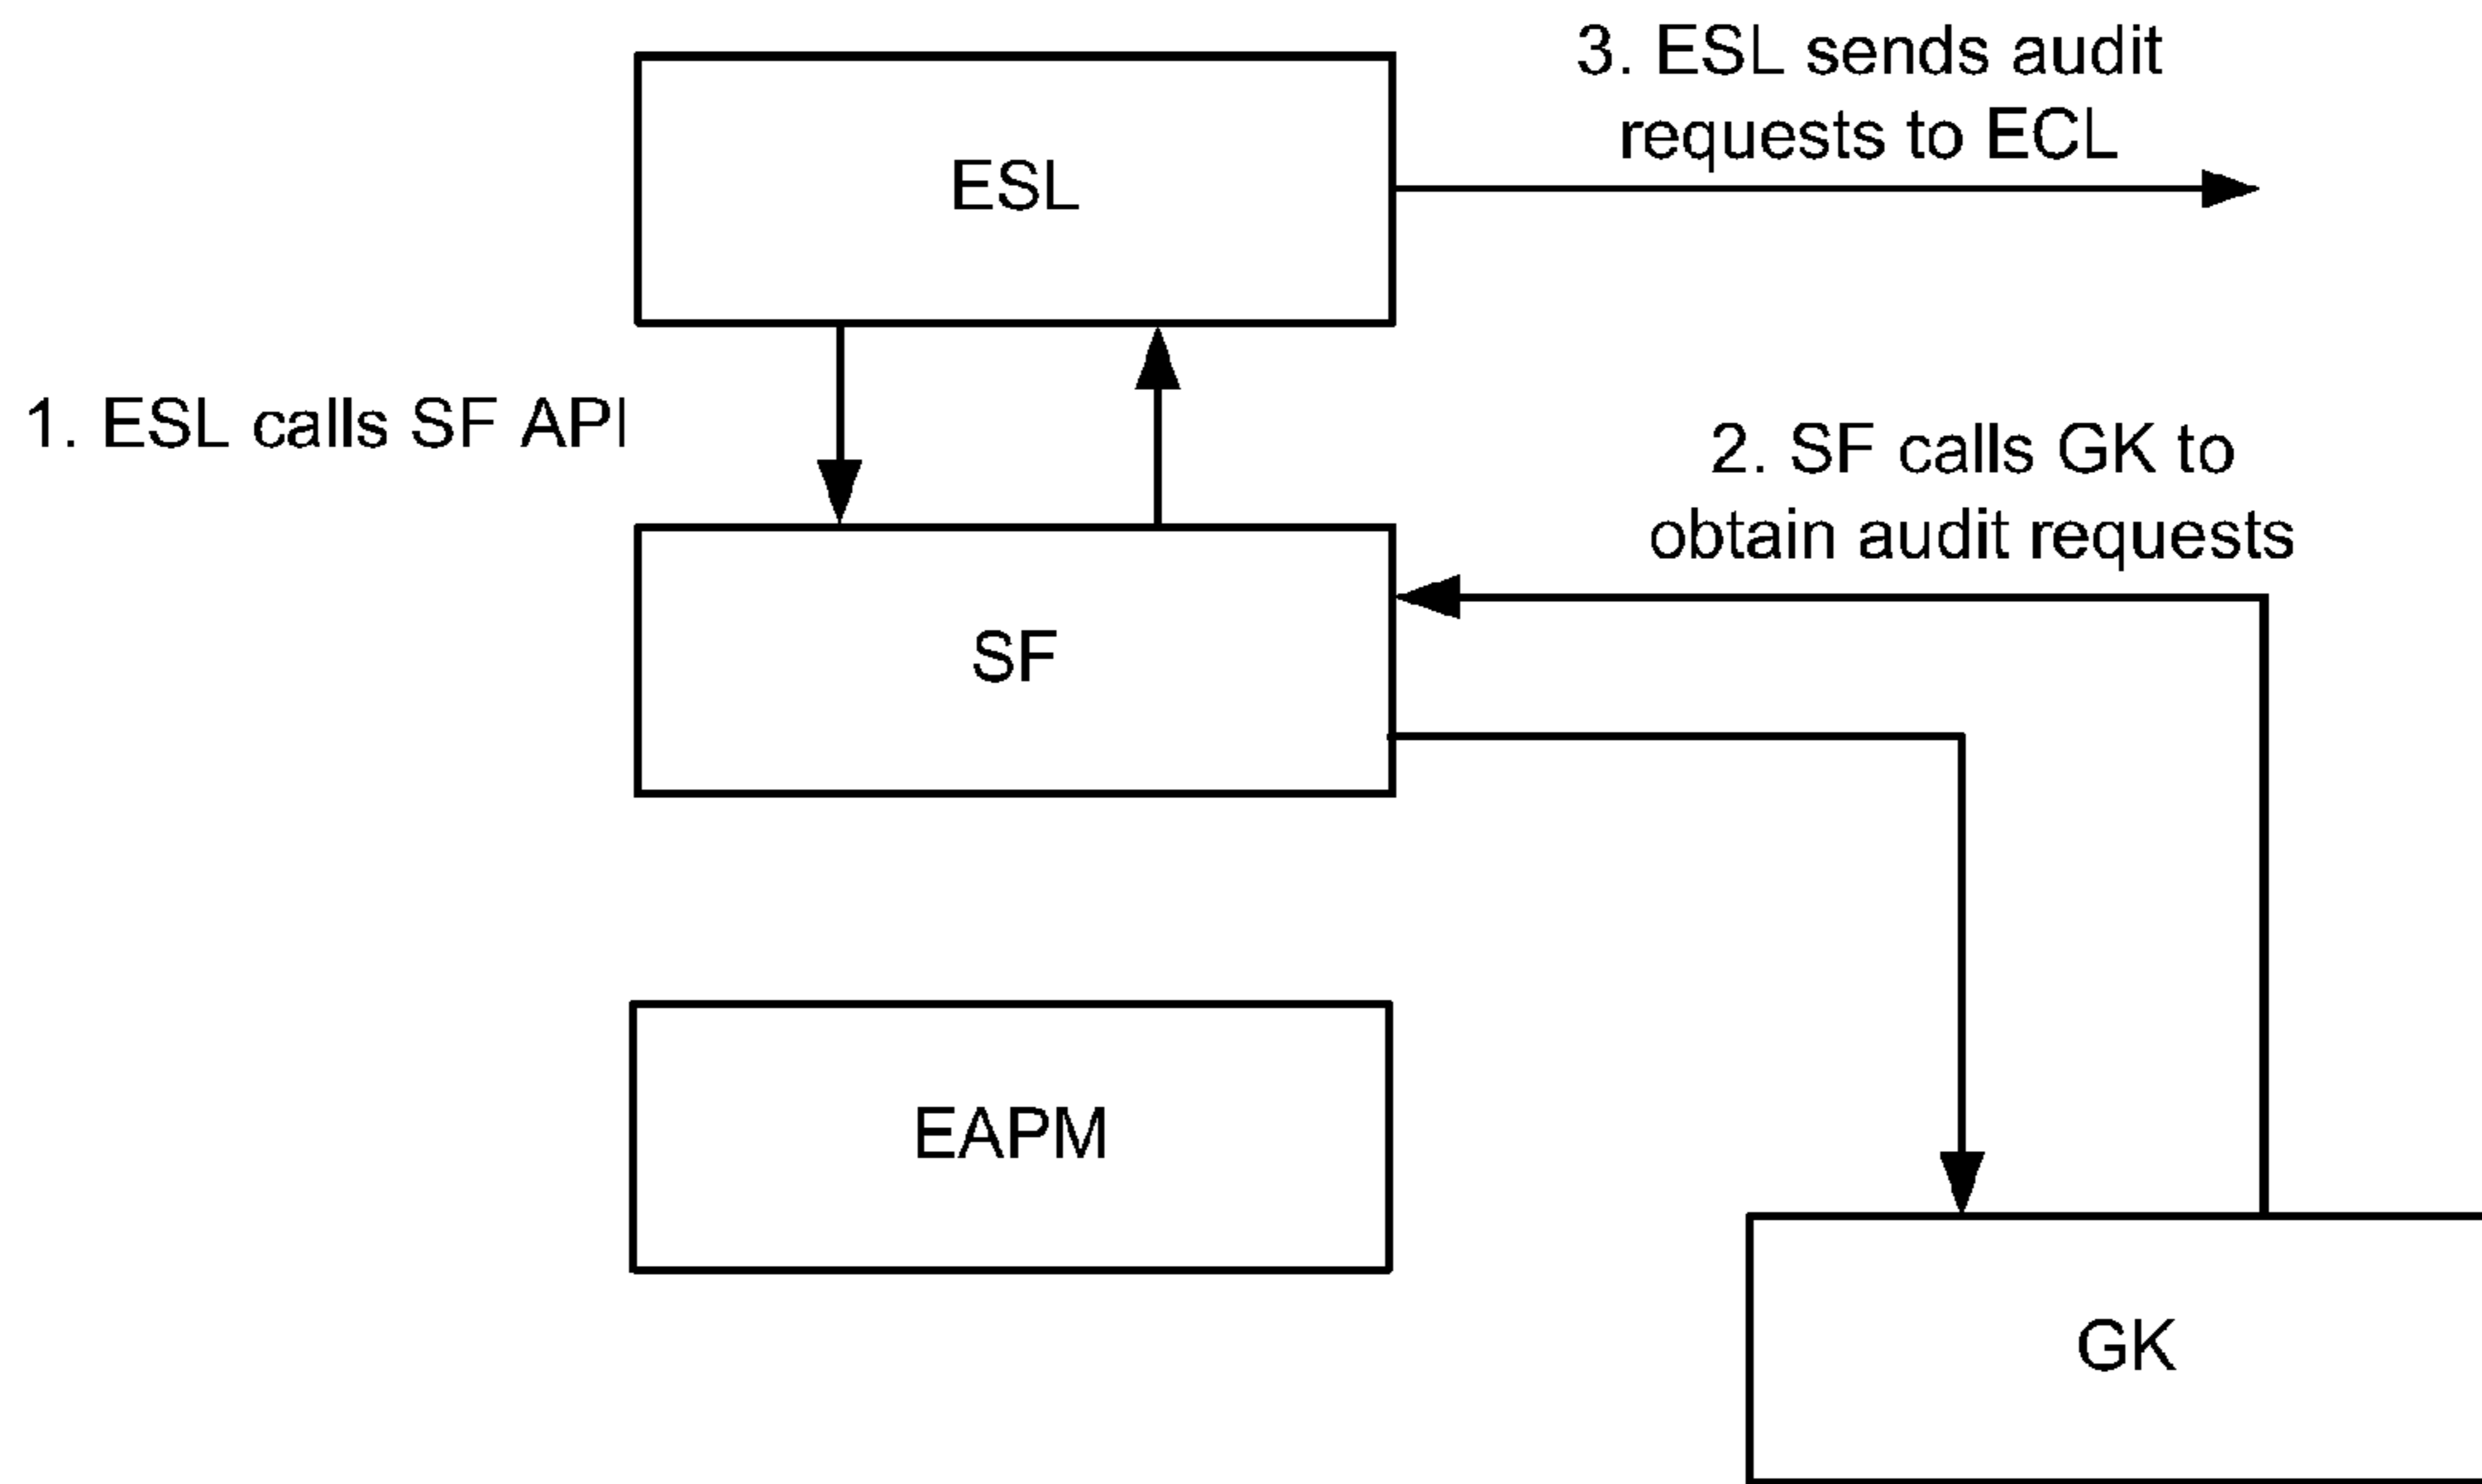 3. ESL sends audit
requests to ECL
ESL
1. ESL calls SF API
2. SF calls GK to
obtain audit requests
SF
EAPM
GK